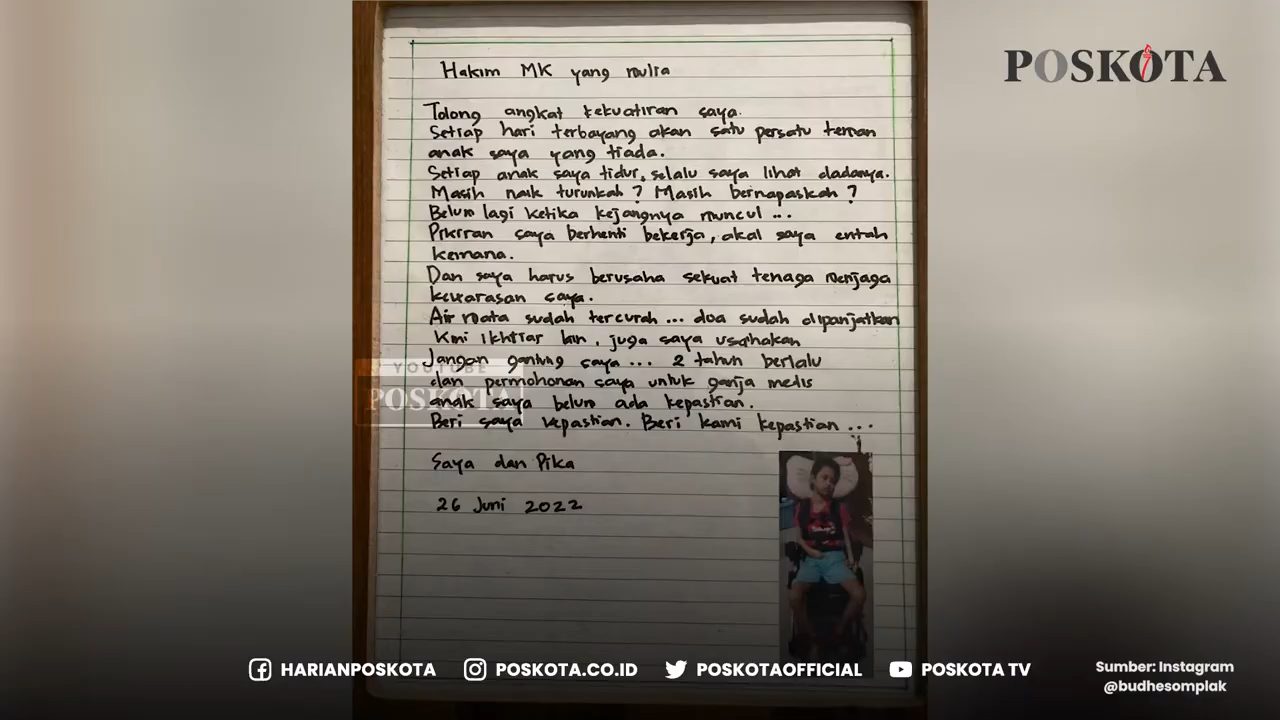 POSKOTA
Hakim MK yang mulia
Tolong angkat kekuatiran saya.
Setiap hari terbayang akan satu persatu teman
anak saya yang tiada.
Setiap anak saya tidur, selalu saya lihat dadanya.
Masih naik turunkah? Masih bernapaskah?
Belum lagi ketika kejangnya muncul ...
Pikiran saya berhenti bekerja, akal saya entah
kemana.
Dan saya harus berusaha sekuat tenaga menjaga
kewarasan saya.
Air mata sudah tercurah ... doa sudah dipanjatkan
Kini ikhtiar lain, juga saya usahakan
Jangan gantung saya ... 2 tahun berlalu
dan permohonan saya untuk ganja medis
anak saya belum ada kepastian.
Beri saya kepastian. Beri kami kepastian ...
Saya dan Pika
26 Juni 2022
YOUTUBE
POSKOTA
HARIANPOSKOTA
POSKOTA.CO.ID
POSKOTAOFFICIAL
POSKOTA TV
Sumber: Instagram
@budhesomplak